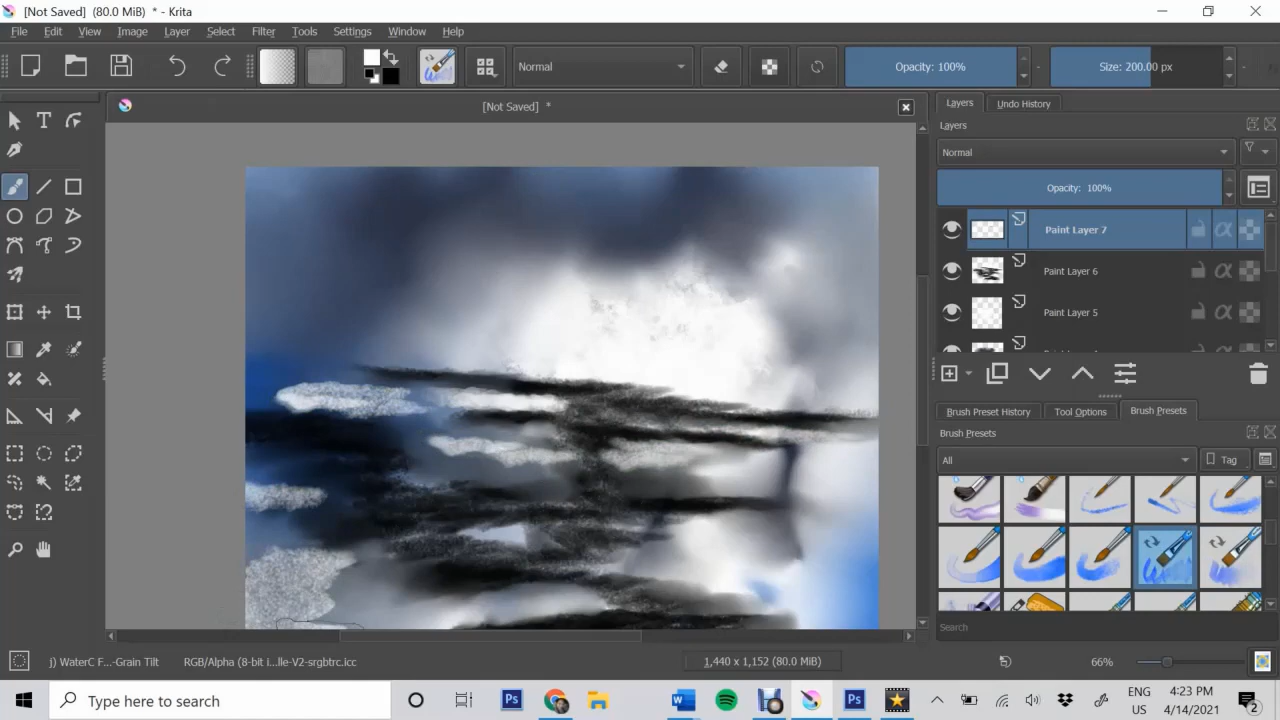 [Not Saved] (80.0 MiB) * - Krita
File Edit View Image Layer Select Filter Tools Settings Window Help
Normal Opacity: 100% Size: 200.00 px
[Not Saved] *
Layers Undo History
Layers
Normal
Opacity: 100%
Paint Layer 7
Paint Layer 6
Paint Layer 5
Brush Preset History Tool Options Brush Presets
Brush Presets
All Tag
Search
j) WaterC F...-Grain Tilt RGB/Alpha (8-bit i...lle-V2-srgbtrc.icc 1,440 x 1,152 (80.0 MiB) 66%
Type here to search
ENG
US
4:23 PM
4/14/2021
2